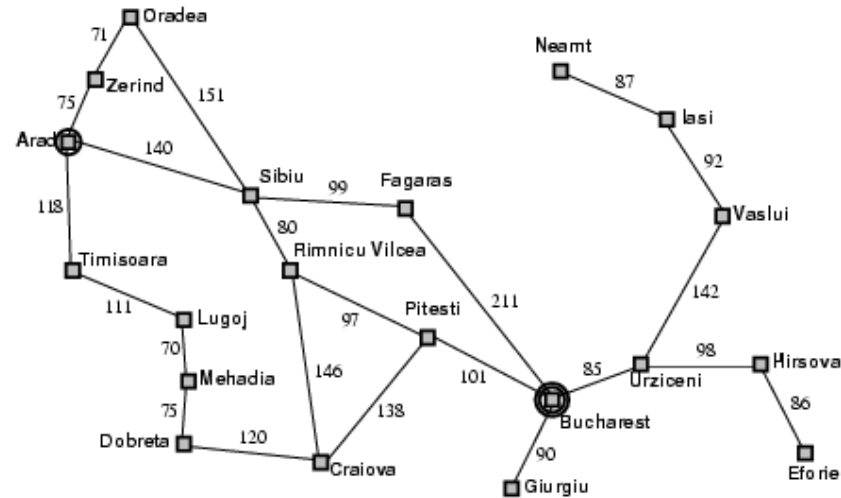 Oradea
71
Neamt
Zerind
87
75
151
Iasi
Arad
140
92
Sibiu
99
Fagaras
118
80
Vaslui
Timisoara
Rimnicu Vilcea
111
Lugoj
97
Pitesti
211
142
70
Mehadia
146
101
85
98
Hirsova
Urziceni
75
138
86
Bucharest
Dobreta
120
90
Craiova
Eforie
Giurgiu